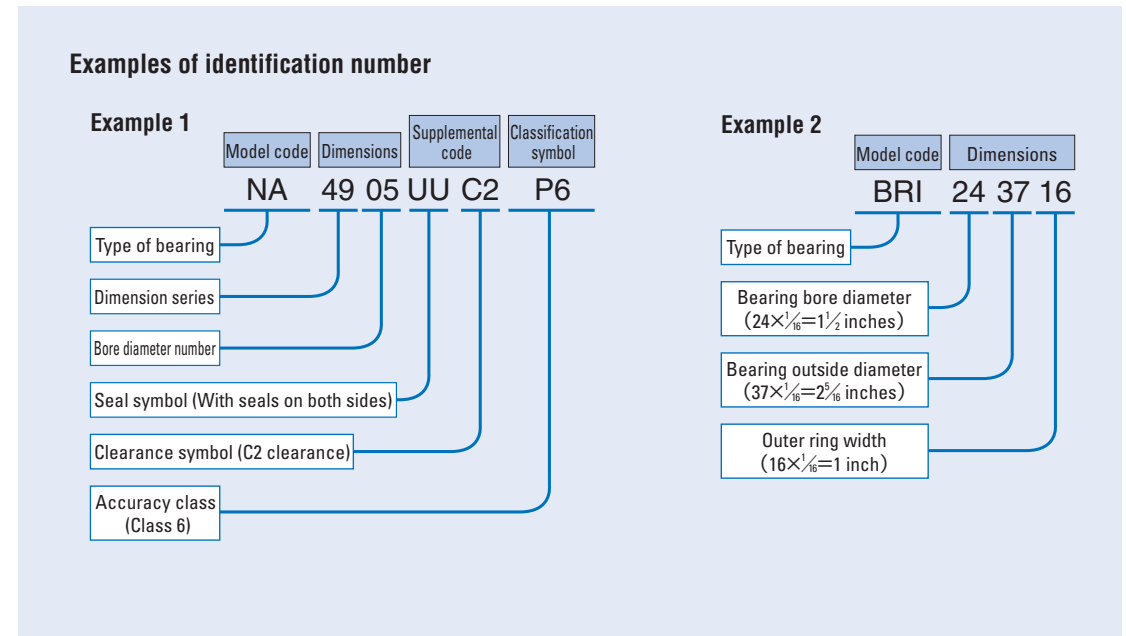 Examples of identification number
Example 1
Model code
Dimensions
Supplemental
code
Classification
symbol
NA 49 05 UU C2 P6
Type of bearing
Dimension series
Bore diameter number
Seal symbol (With seals on both sides)
Clearance symbol (C2 clearance)
Accuracy class
(Class 6)
Example 2
Model code
Dimensions
BRI 24 37 16
Type of bearing
Bearing bore diameter
(24×1⁄16=1 1⁄2 inches)
Bearing outside diameter
(37×1⁄16=2 5⁄16 inches)
Outer ring width
(16×1⁄16=1 inch)